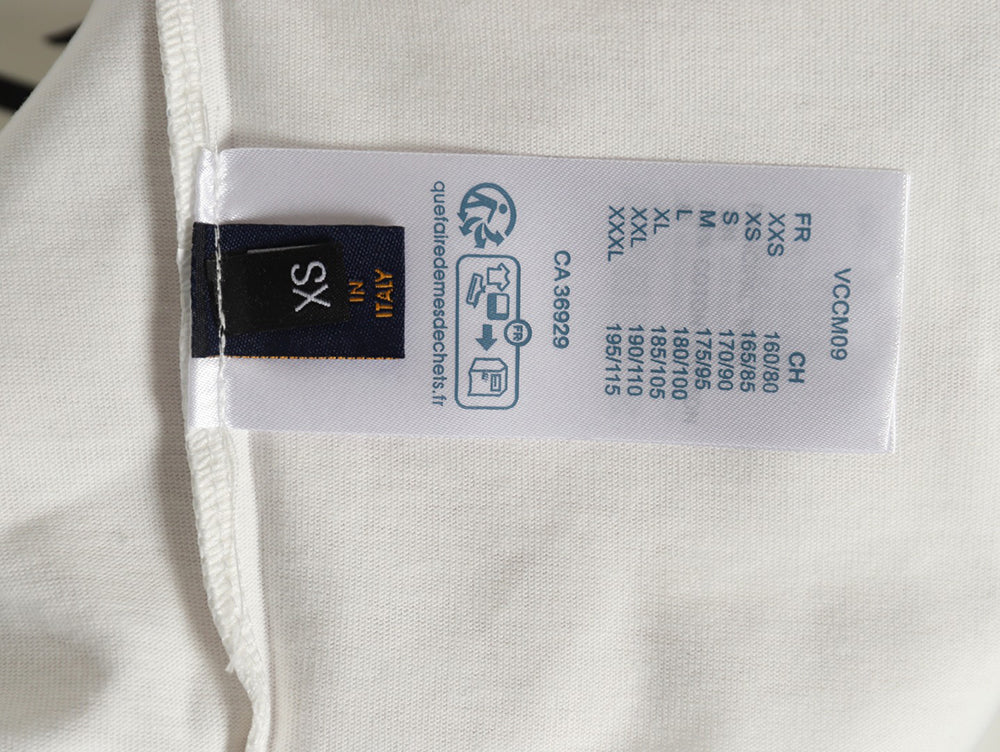 VCCM09
FR CH
XXS 160/80
XS 165/85
S 170/90
M 175/95
L 180/100
XL 185/105
XXL 190/110
XXXL 195/115
CA 36929
FR
quefairedemesdechets.fr
XS
IN
ITALY